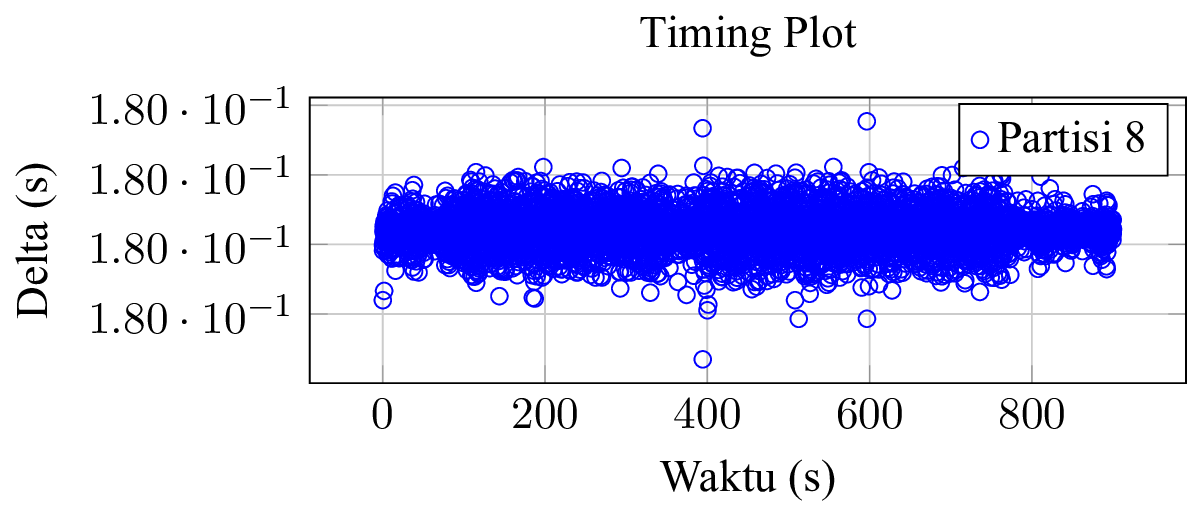 Timing Plot
1.80 · 10⁻¹
1.80 · 10⁻¹
1.80 · 10⁻¹
1.80 · 10⁻¹
Delta (s)
Partisi 8
0 200 400 600 800
Waktu (s)